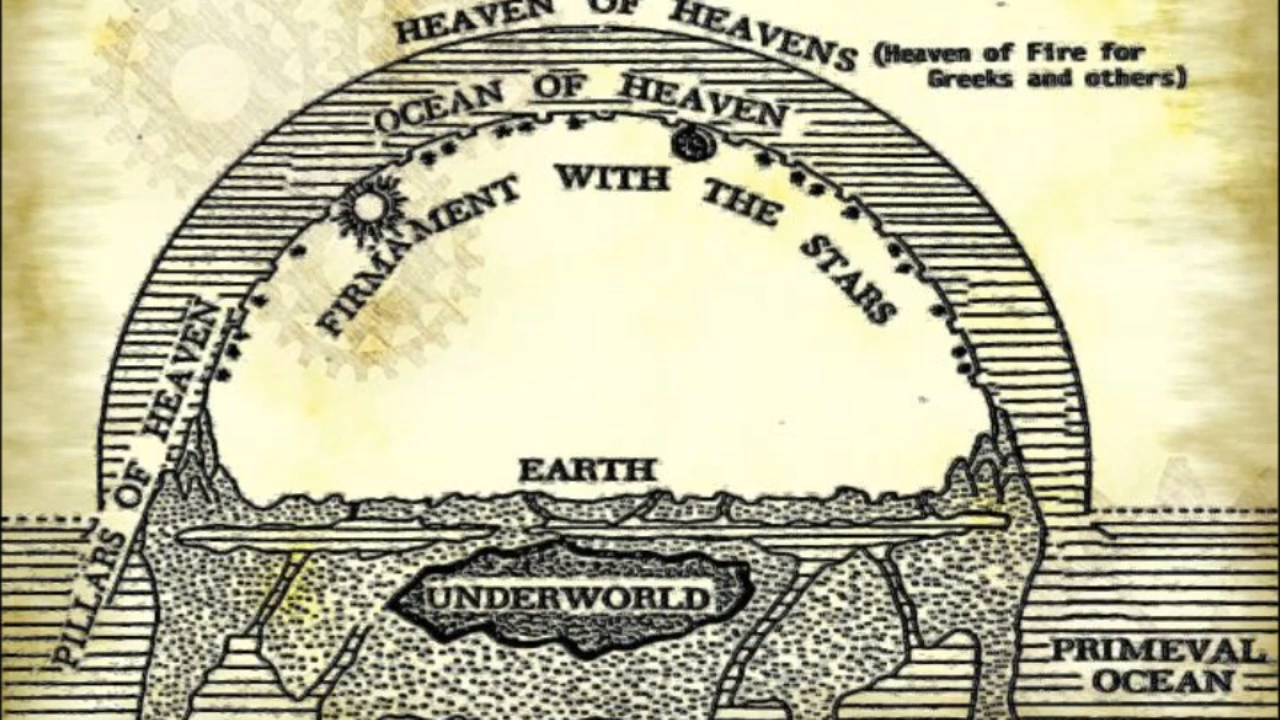 HEAVEN OF HEAVENS
(Heaven of Fire for
Greeks and others)
OCEAN OF HEAVEN
FIRMAMENT WITH THE STARS
PILLARS OF HEAVEN
EARTH
UNDERWORLD
PRIMEVAL
OCEAN